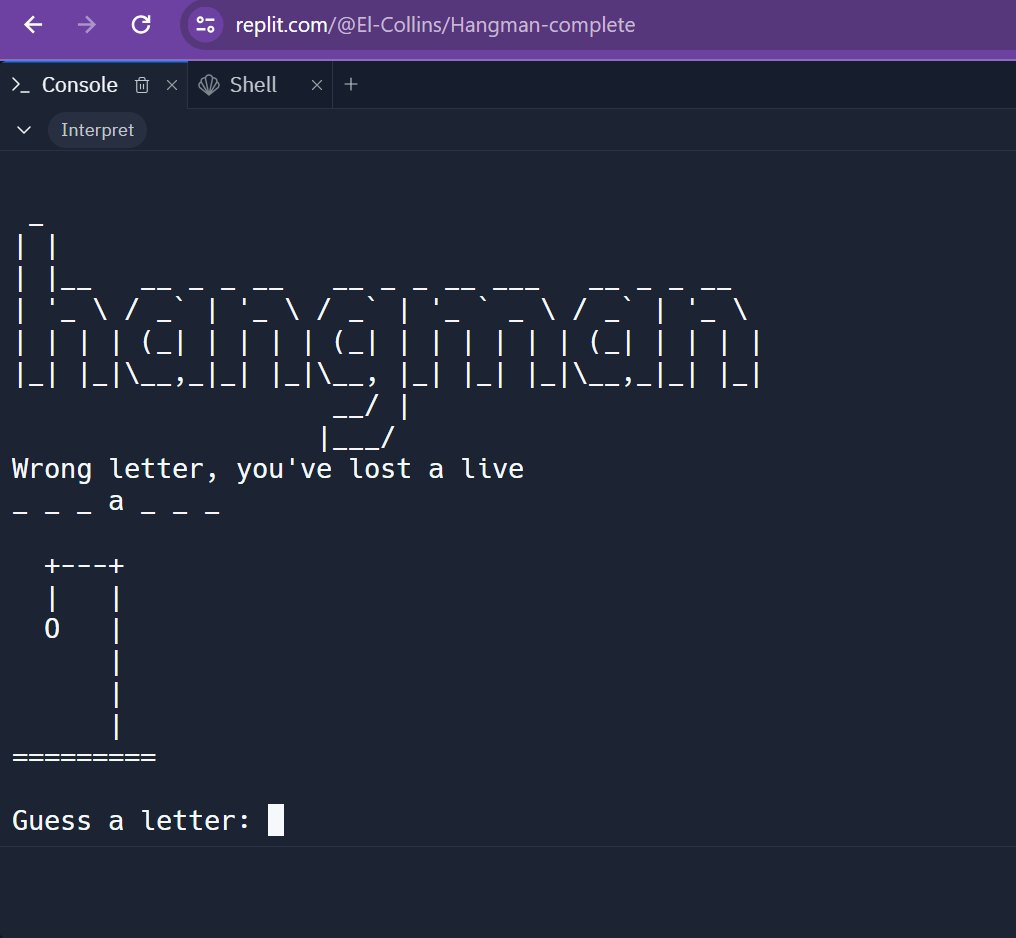 replit.com/@El-Collins/Hangman-complete
Console Shell
Interpret
 _
| |
| |__   __ _ _ __   __ _ _ __ ___   __ _ _ __
| '_ \ / _` | '_ \ / _` | '_ ` _ \ / _` | '_ \
| | | | (_| | | | | (_| | | | | | | (_| | | | |
|_| |_|\__,_|_| |_|\__, |_| |_| |_|\__,_|_| |_|
                    __/ |
                   |___/
Wrong letter, you've lost a live
_ _ _ a _ _ _
  +---+
  |   |
  O   |
      |
      |
      |
=========
Guess a letter: